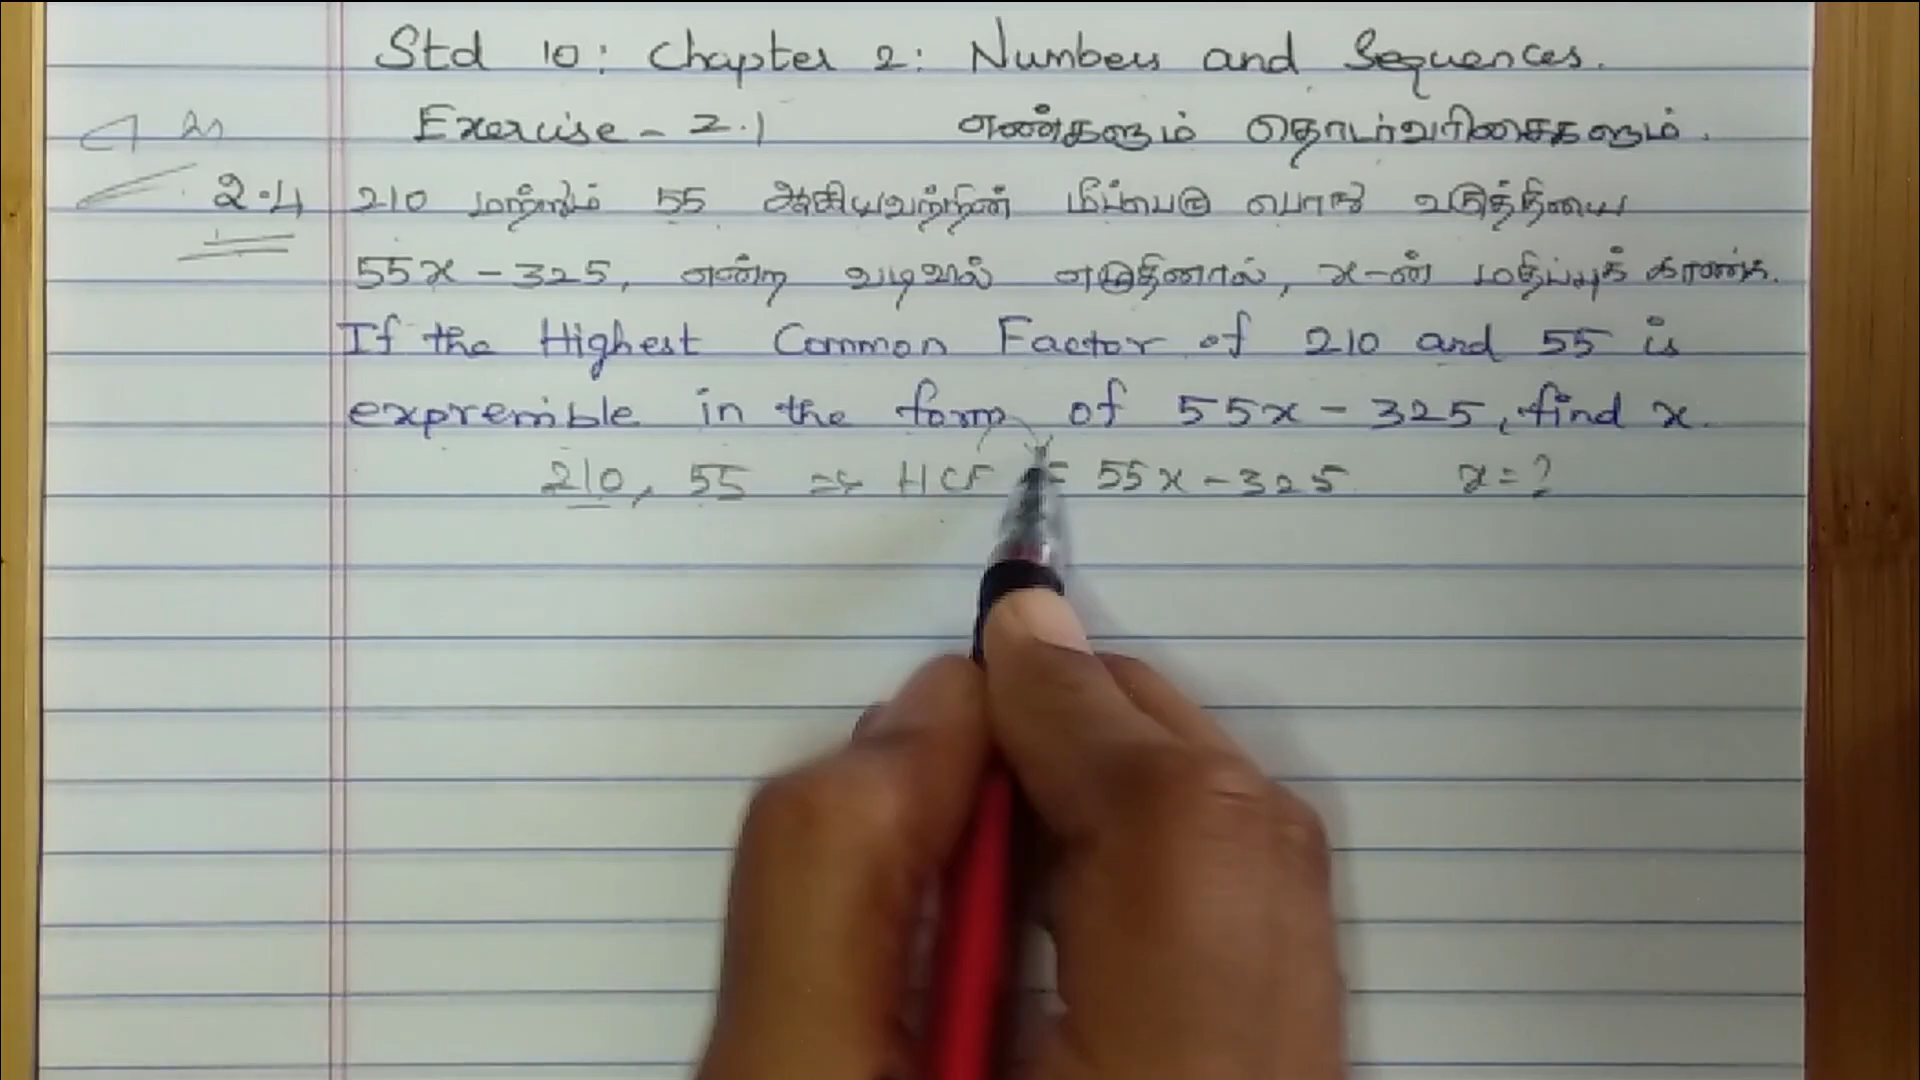 Std 10: Chapter 2: Numbers and Sequences.
Exercise - 2.1 எண்களும் தொடர்வரிசைகளும்.
2.4 210 மற்றும் 55 ஆகியவற்றின் மீப்பெரு பொது வகுத்தியை
55x - 325, என்ற வடிவில் எழுதினால், x-ன் மதிப்புக் காண்க.
If the Highest Common Factor of 210 and 55 is
expressible in the form of 55x - 325, find x.
210, 55 ⇒ HCF = 55x - 325 x = ?